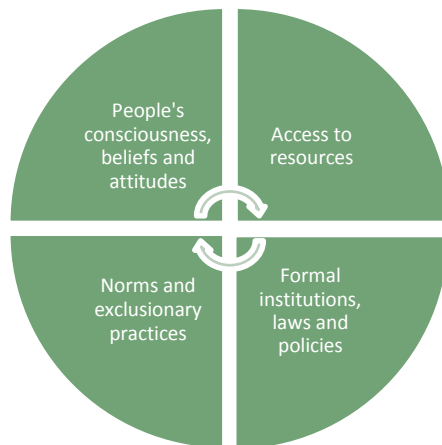 People's
consciousness,
beliefs and
attitudes
Access to
resources
Norms and
exclusionary
practices
Formal
institutions,
laws and
policies